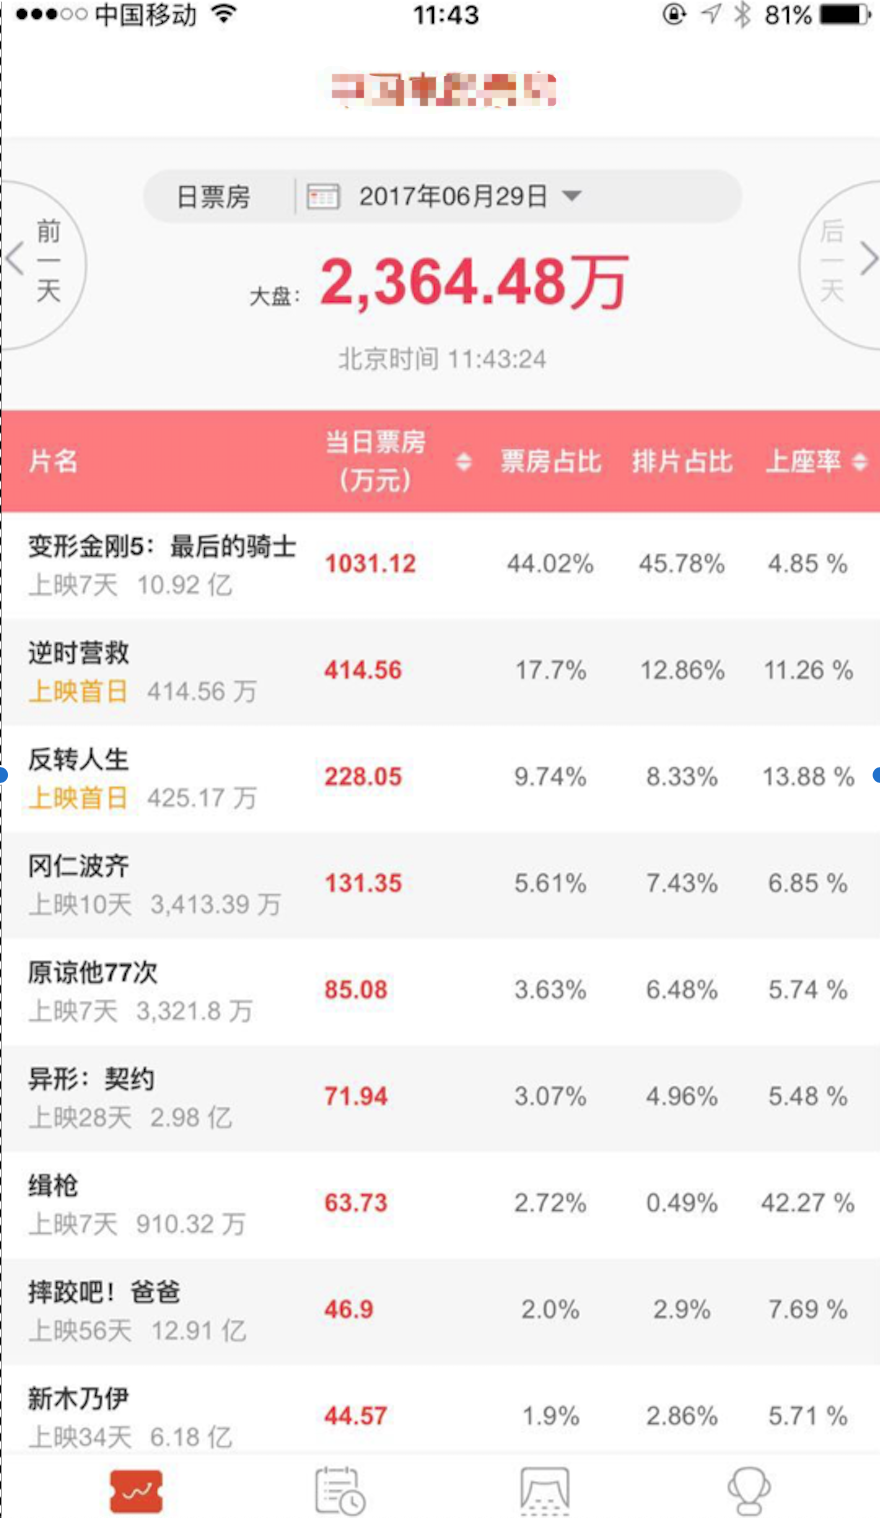 中国移动 11:43 81%
日票房 2017年06月29日
前一天
后一天
大盘: 2,364.48万
北京时间 11:43:24
片名 当日票房(万元) 票房占比 排片占比 上座率
变形金刚5：最后的骑士
上映7天 10.92 亿 1031.12 44.02% 45.78% 4.85 %
逆时营救
上映首日 414.56 万 414.56 17.7% 12.86% 11.26 %
反转人生
上映首日 425.17 万 228.05 9.74% 8.33% 13.88 %
冈仁波齐
上映10天 3,413.39 万 131.35 5.61% 7.43% 6.85 %
原谅他77次
上映7天 3,321.8 万 85.08 3.63% 6.48% 5.74 %
异形：契约
上映28天 2.98 亿 71.94 3.07% 4.96% 5.48 %
缉枪
上映7天 910.32 万 63.73 2.72% 0.49% 42.27 %
摔跤吧！爸爸
上映56天 12.91 亿 46.9 2.0% 2.9% 7.69 %
新木乃伊
上映34天 6.18 亿 44.57 1.9% 2.86% 5.71 %